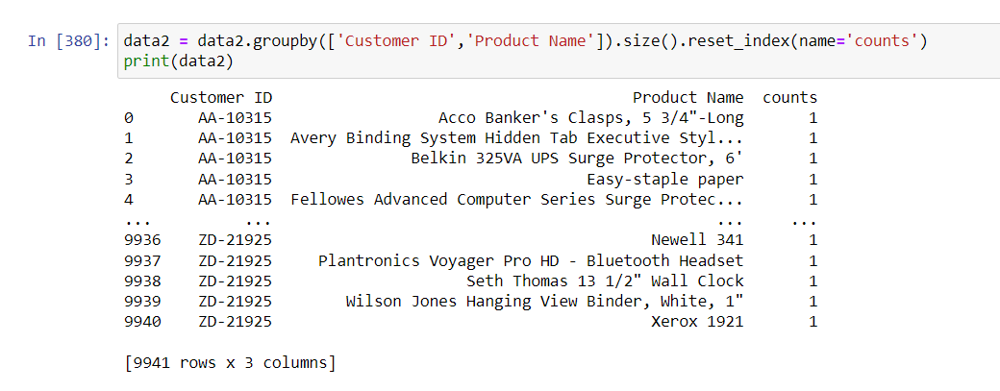 In [380]: data2 = data2.groupby(['Customer ID','Product Name']).size().reset_index(name='counts')
print(data2)
Customer ID Product Name counts
0 AA-10315 Acco Banker's Clasps, 5 3/4"-Long 1
1 AA-10315 Avery Binding System Hidden Tab Executive Styl... 1
2 AA-10315 Belkin 325VA UPS Surge Protector, 6' 1
3 AA-10315 Easy-staple paper 1
4 AA-10315 Fellowes Advanced Computer Series Surge Protec... 1
... ... ... ...
9936 ZD-21925 Newell 341 1
9937 ZD-21925 Plantronics Voyager Pro HD - Bluetooth Headset 1
9938 ZD-21925 Seth Thomas 13 1/2" Wall Clock 1
9939 ZD-21925 Wilson Jones Hanging View Binder, White, 1" 1
9940 ZD-21925 Xerox 1921 1
[9941 rows x 3 columns]